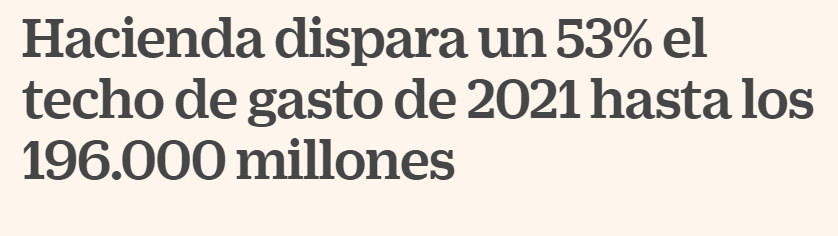 Hacienda dispara un 53% el
techo de gasto de 2021 hasta los
196.000 millones